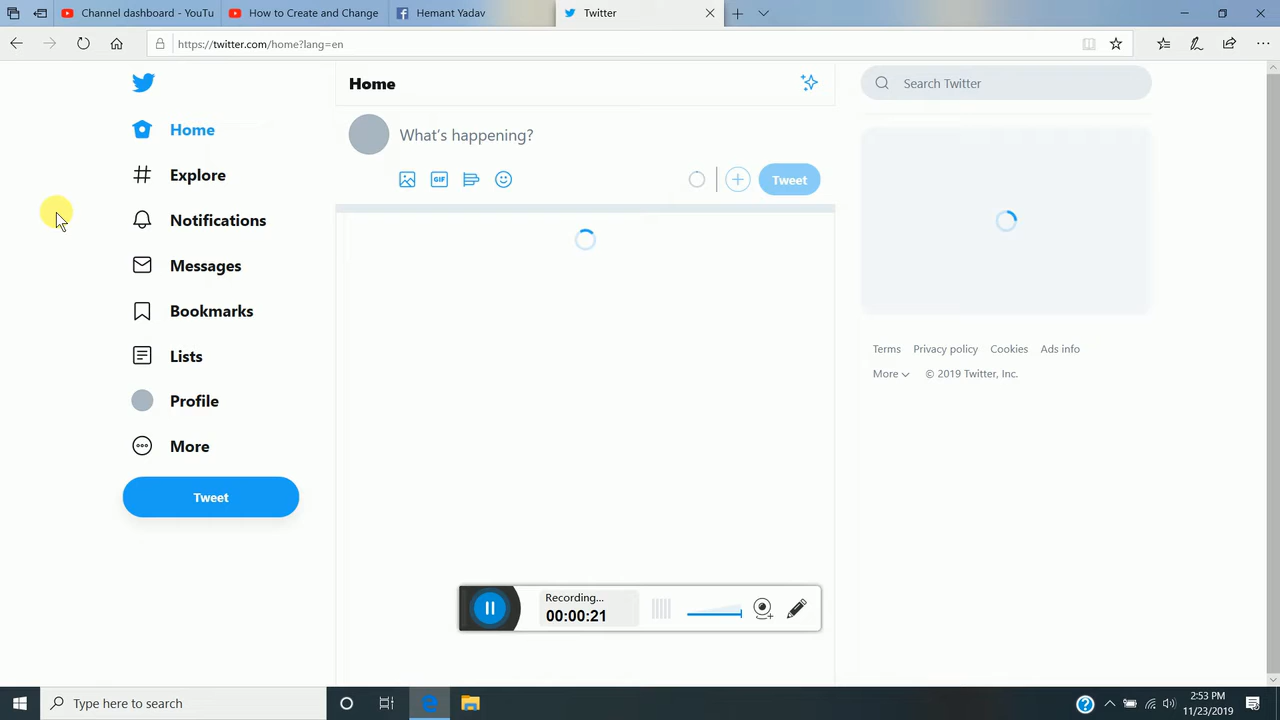 Channel dashboard - YouTu
How to Create and Change
Hemant Yadav
Twitter
https://twitter.com/home?lang=en
Home
Search Twitter
Home
What's happening?
Explore
GIF
Tweet
Notifications
Messages
Bookmarks
Lists
Terms Privacy policy Cookies Ads info
More © 2019 Twitter, Inc.
Profile
More
Tweet
Recording...
00:00:21
Type here to search
2:53 PM
11/23/2019